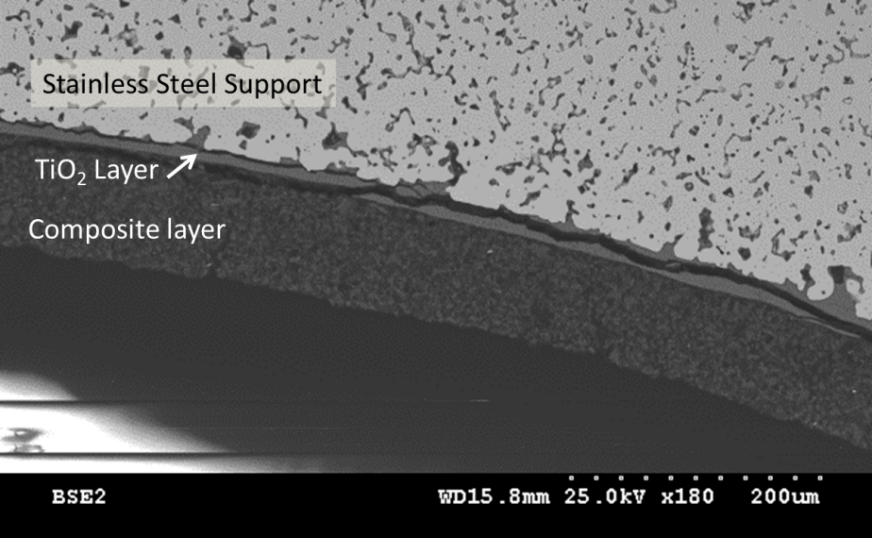 Stainless Steel Support
TiO₂ Layer
Composite layer
BSE2 WD15.8mm 25.0kV x180 200um